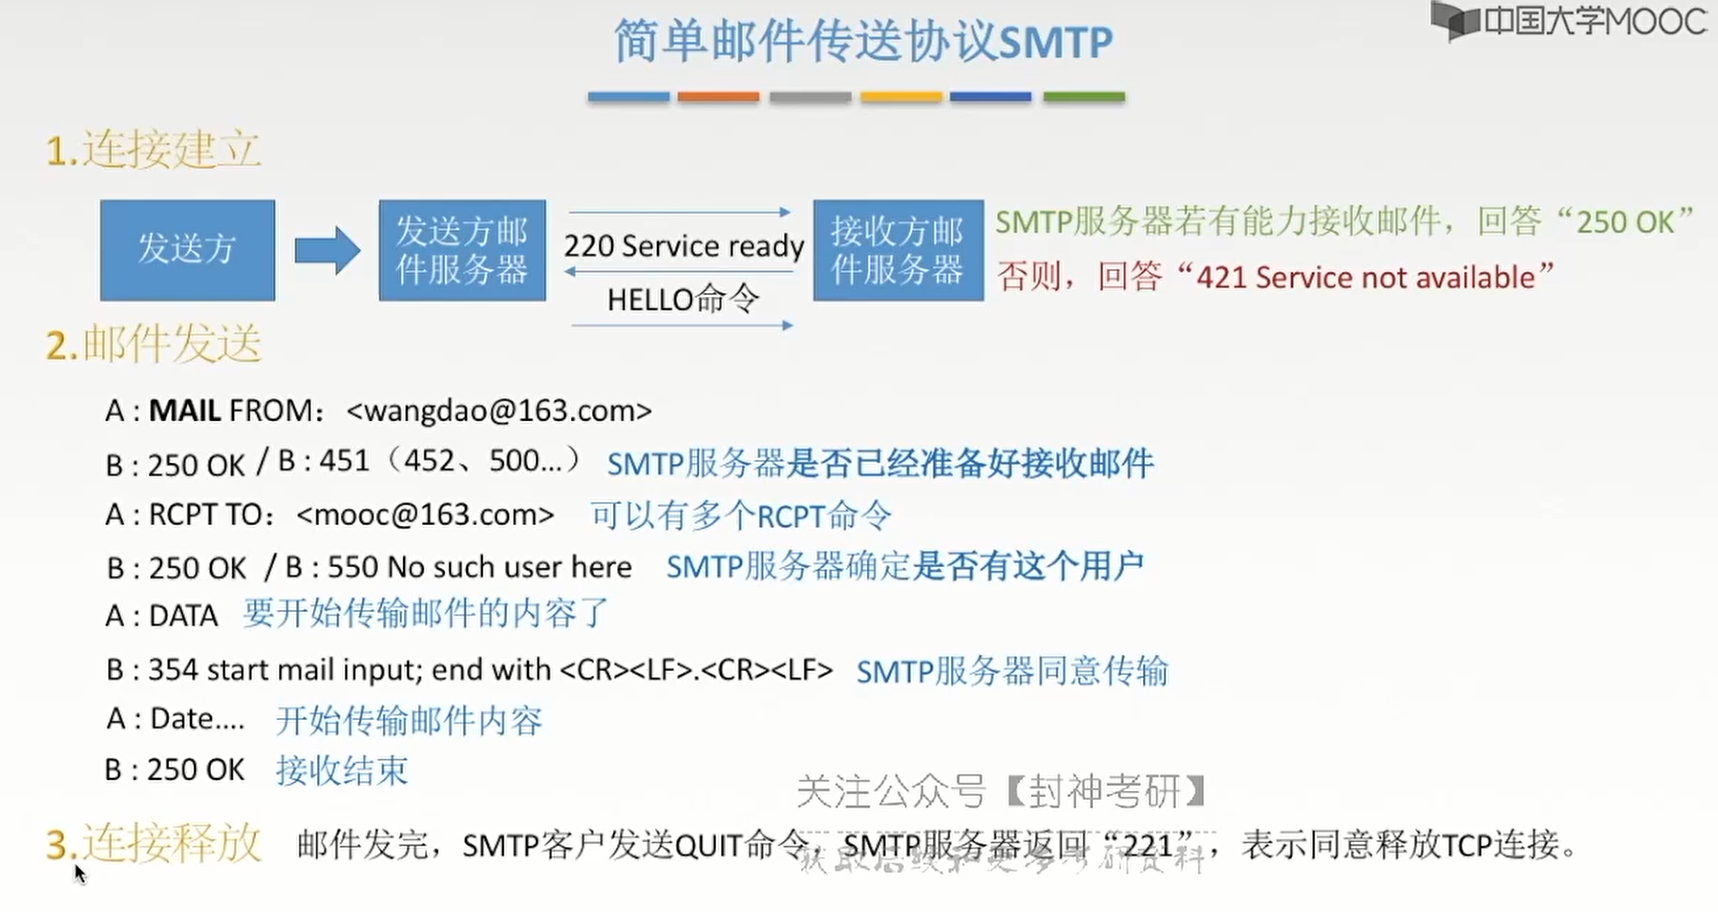 简单邮件传送协议SMTP
中国大学MOOC
1.连接建立
发送方
发送方邮
件服务器
220 Service ready
HELLO命令
接收方邮
件服务器
SMTP服务器若有能力接收邮件，回答“250 OK”
否则，回答“421 Service not available”
2.邮件发送
A : MAIL FROM：<wangdao@163.com>
B : 250 OK / B : 451（452、500...） SMTP服务器是否已经准备好接收邮件
A : RCPT TO：<mooc@163.com> 可以有多个RCPT命令
B : 250 OK / B : 550 No such user here SMTP服务器确定是否有这个用户
A : DATA 要开始传输邮件的内容了
B : 354 start mail input; end with <CR><LF>.<CR><LF> SMTP服务器同意传输
A : Date.... 开始传输邮件内容
B : 250 OK 接收结束
关注公众号【封神考研】
3.连接释放 邮件发完，SMTP客户发送QUIT命令，SMTP服务器返回“221”，表示同意释放TCP连接。
获取后续和更多考研资料